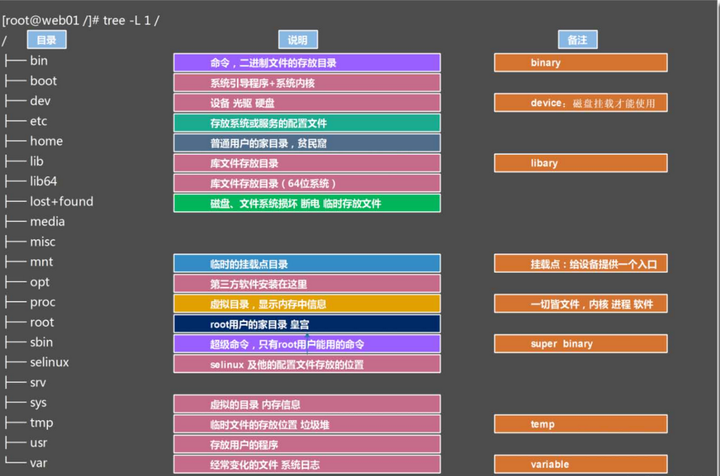 [root@web01 /]# tree -L 1 /
/ 目录 说明 备注
├── bin 命令，二进制文件的存放目录 binary
├── boot 系统引导程序+系统内核
├── dev 设备 光驱 硬盘 device；磁盘挂载才能使用
├── etc 存放系统或服务的配置文件
├── home 普通用户的家目录，贫民窟
├── lib 库文件存放目录 libary
├── lib64 库文件存放目录（64位系统）
├── lost+found 磁盘、文件系统损坏 断电 临时存放文件
├── media
├── misc
├── mnt 临时的挂载点目录 挂载点：给设备提供一个入口
├── opt 第三方软件安装在这里
├── proc 虚拟目录，显示内存中信息 一切皆文件，内核 进程 软件
├── root root用户的家目录 皇宫
├── sbin 超级命令，只有root用户能用的命令 super binary
├── selinux selinux 及他的配置文件存放的位置
├── srv
├── sys 虚拟的目录 内存信息
├── tmp 临时文件的存放位置 垃圾堆 temp
├── usr 存放用户的程序
└── var 经常变化的文件 系统日志 variable